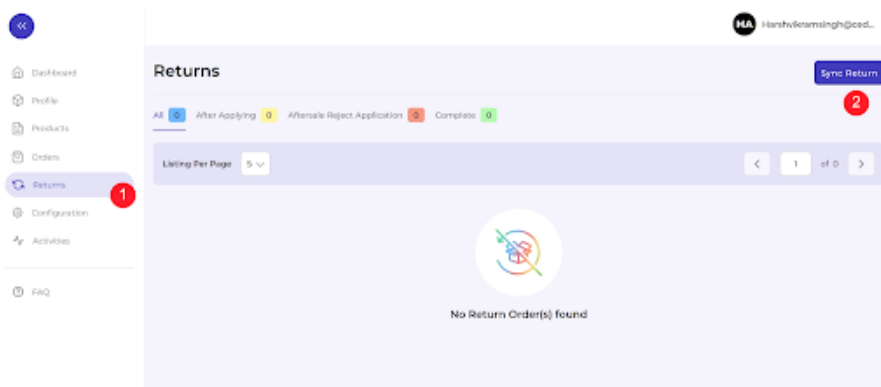 «
HA Harshvikramsingh@ced...
Dashboard
Profile
Products
Orders
Returns
1
Configuration
Activities
FAQ
Returns
Sync Return
2
All 0 After Applying 0 Aftersale Reject Application 0 Complete 0
Listing Per Page 5
< 1 of 0 >
No Return Order(s) found